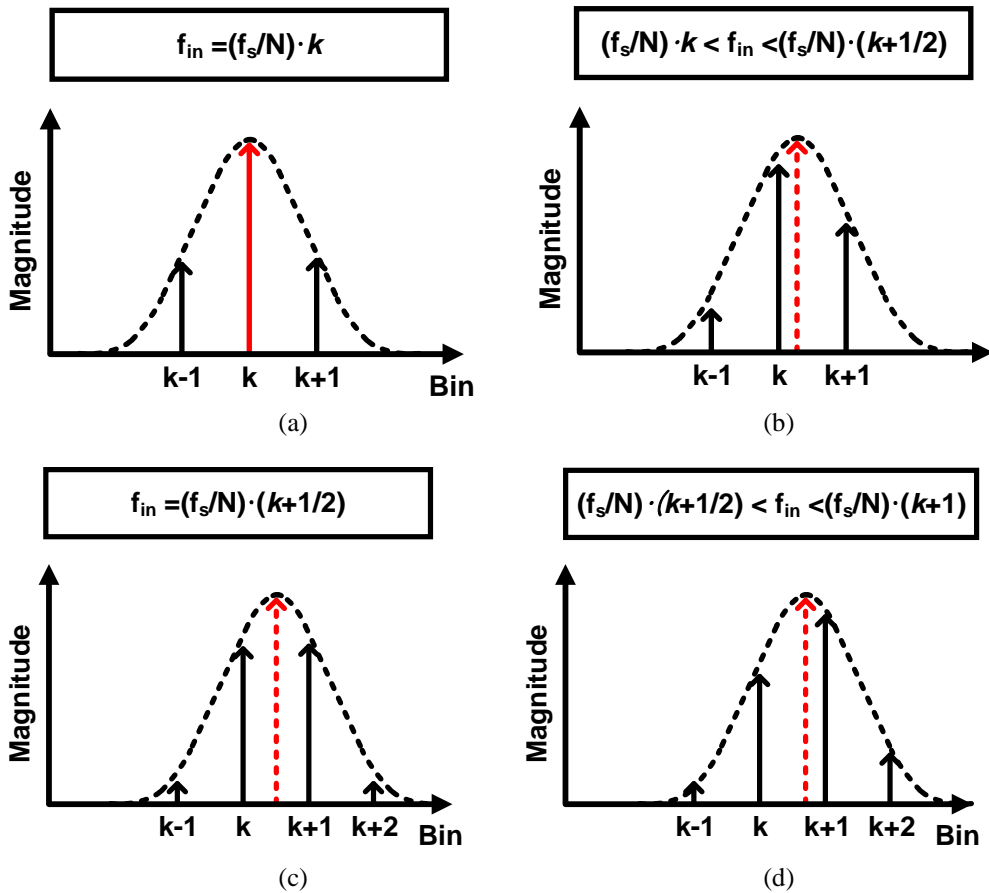 f_in =(f_s/N)·k
(f_s/N)·k < f_in <(f_s/N)·(k+1/2)
Magnitude
k-1 k k+1
Bin
Magnitude
k-1 k k+1
(a)
(b)
f_in =(f_s/N)·(k+1/2)
(f_s/N)·(k+1/2) < f_in <(f_s/N)·(k+1)
Magnitude
k-1 k k+1 k+2
Bin
Magnitude
k-1 k k+1 k+2
Bin
(c)
(d)